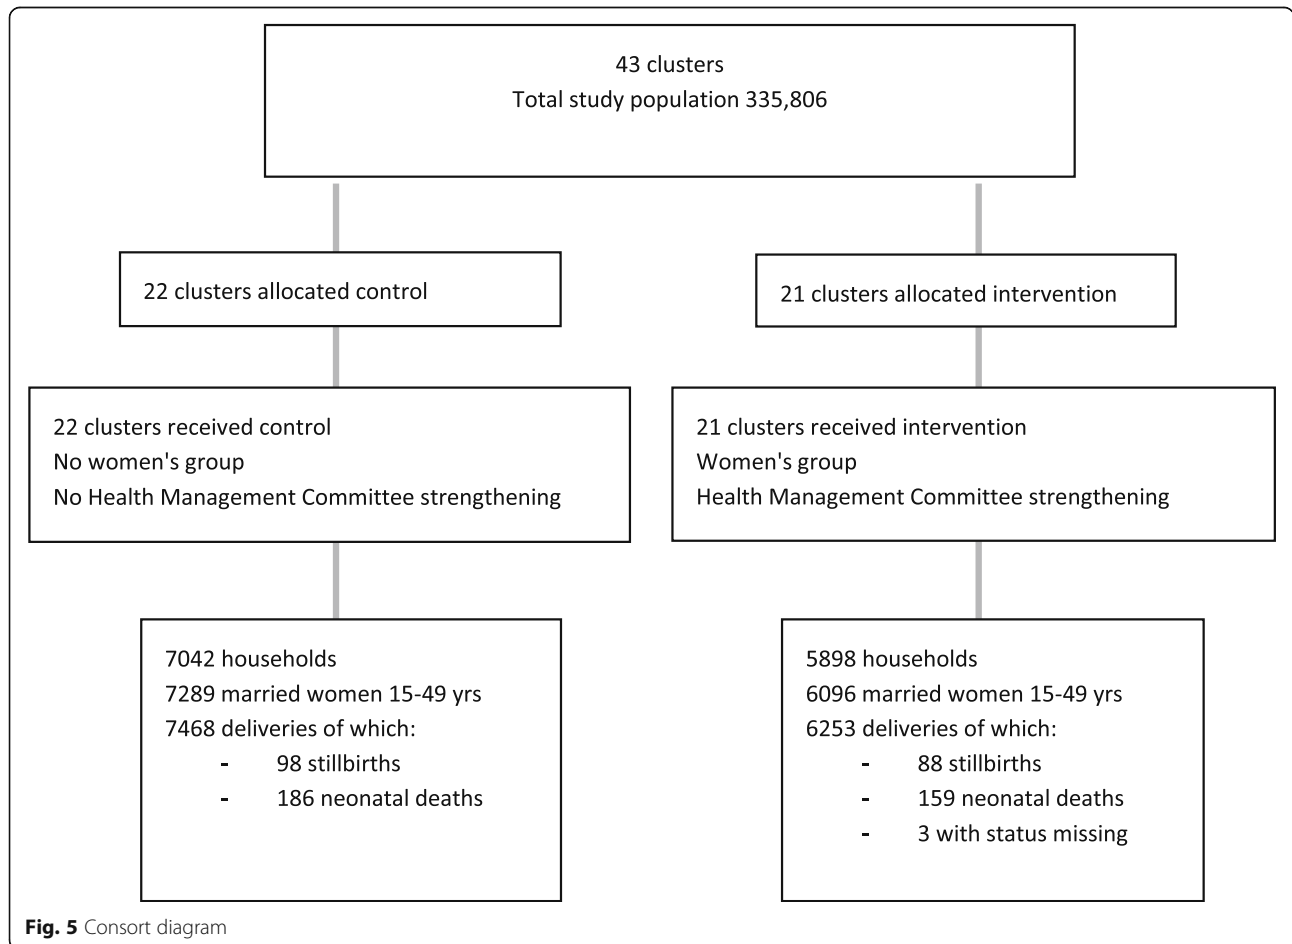 43 clusters
Total study population 335,806
22 clusters allocated control
21 clusters allocated intervention
22 clusters received control
No women's group
No Health Management Committee strengthening
21 clusters received intervention
Women's group
Health Management Committee strengthening
7042 households
7289 married women 15-49 yrs
7468 deliveries of which:
- 98 stillbirths
- 186 neonatal deaths
5898 households
6096 married women 15-49 yrs
6253 deliveries of which:
- 88 stillbirths
- 159 neonatal deaths
- 3 with status missing
Fig. 5 Consort diagram